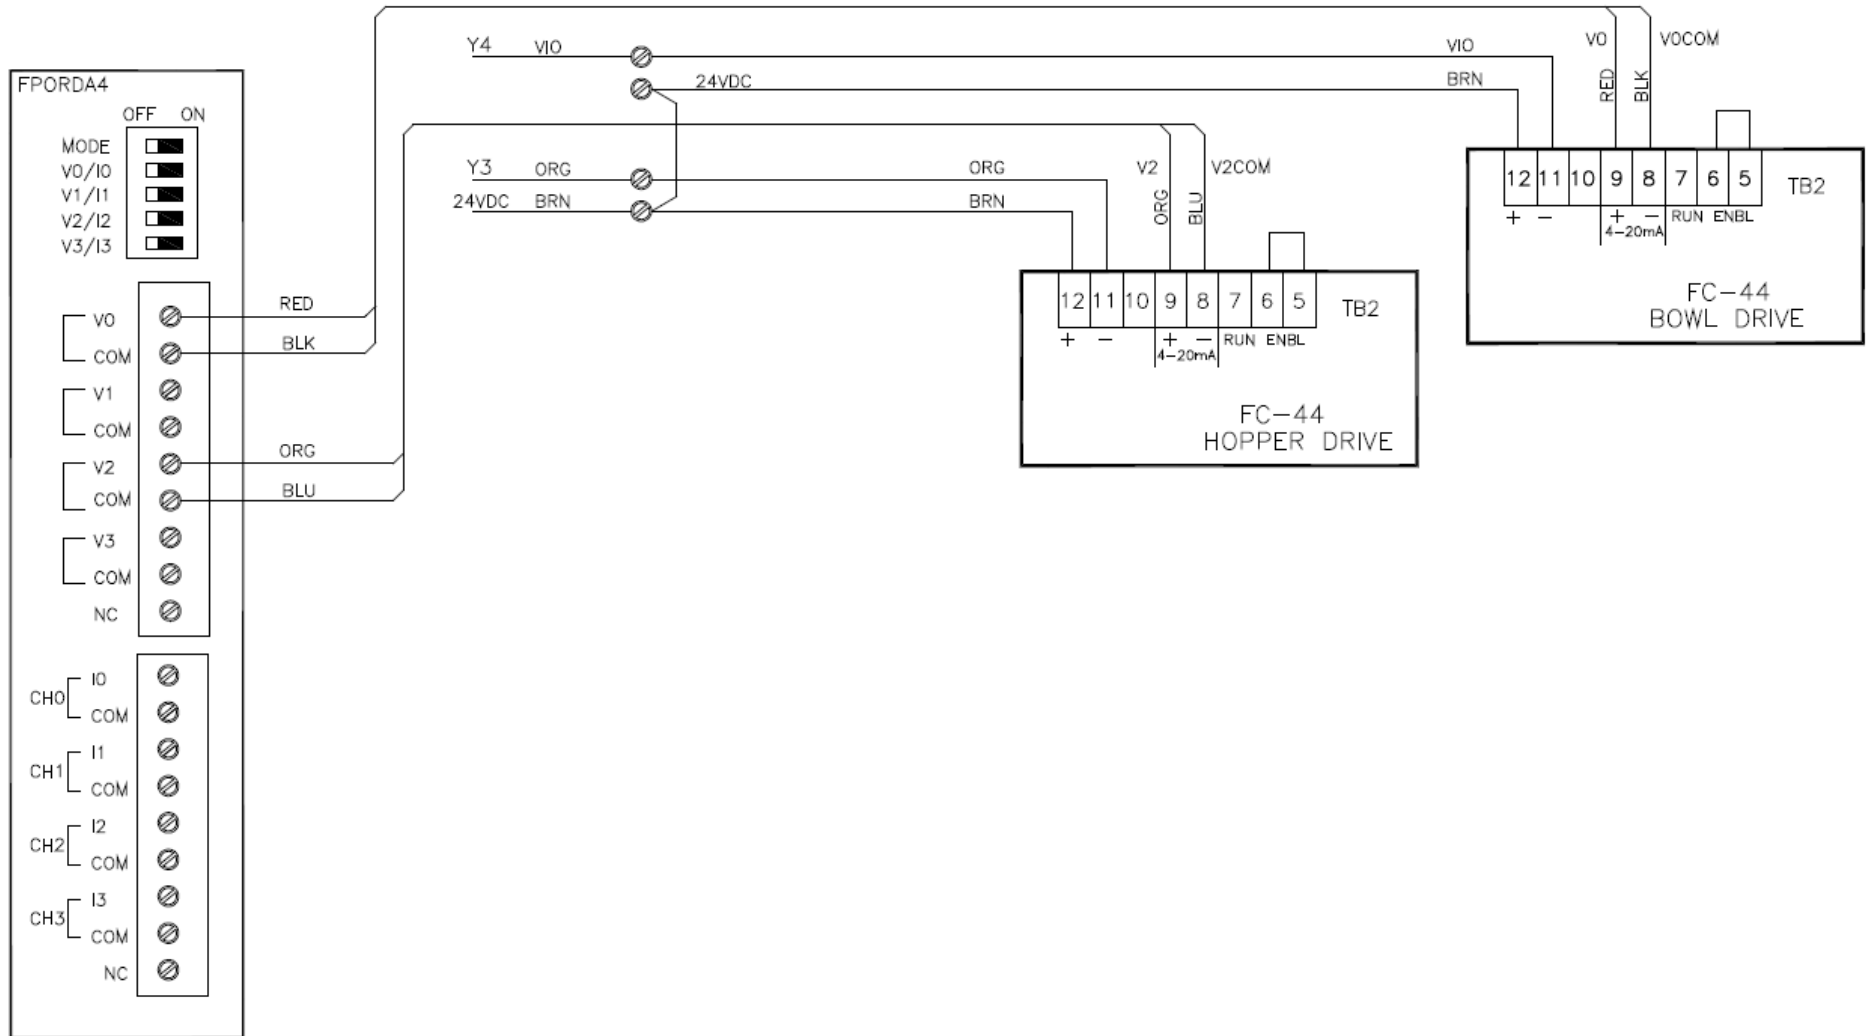 FPORDA4
OFF ON
MODE
V0/I0
V1/I1
V2/I2
V3/I3
V0
COM
V1
COM
V2
COM
V3
COM
NC
CH0
I0
COM
CH1
I1
COM
CH2
I2
COM
CH3
I3
COM
NC
RED
BLK
ORG
BLU
Y4 VIO
24VDC
Y3 ORG
24VDC BRN
VIO
BRN
ORG
BRN
V2 V2COM
ORG BLU
12 11 10 9 8 7 6 5 TB2
+ − + − RUN ENBL
4−20mA
FC−44
HOPPER DRIVE
V0 V0COM
RED BLK
12 11 10 9 8 7 6 5 TB2
+ − + − RUN ENBL
4−20mA
FC−44
BOWL DRIVE